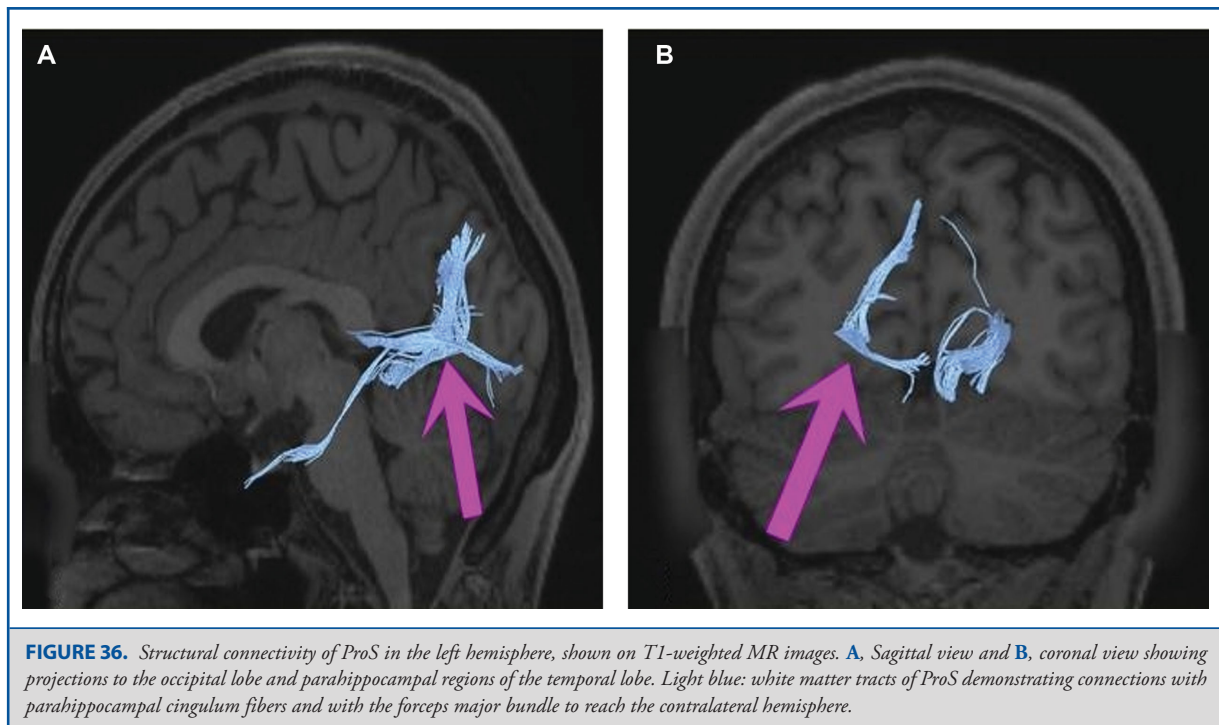 A
B
FIGURE 36. Structural connectivity of ProS in the left hemisphere, shown on T1-weighted MR images. A, Sagittal view and B, coronal view showing
projections to the occipital lobe and parahippocampal regions of the temporal lobe. Light blue: white matter tracts of ProS demonstrating connections with
parahippocampal cingulum fibers and with the forceps major bundle to reach the contralateral hemisphere.